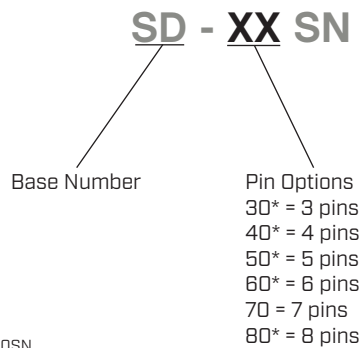 SD - XX SN
Base Number
Pin Options
30* = 3 pins
40* = 4 pins
50* = 5 pins
60* = 6 pins
70 = 7 pins
80* = 8 pins
0SN